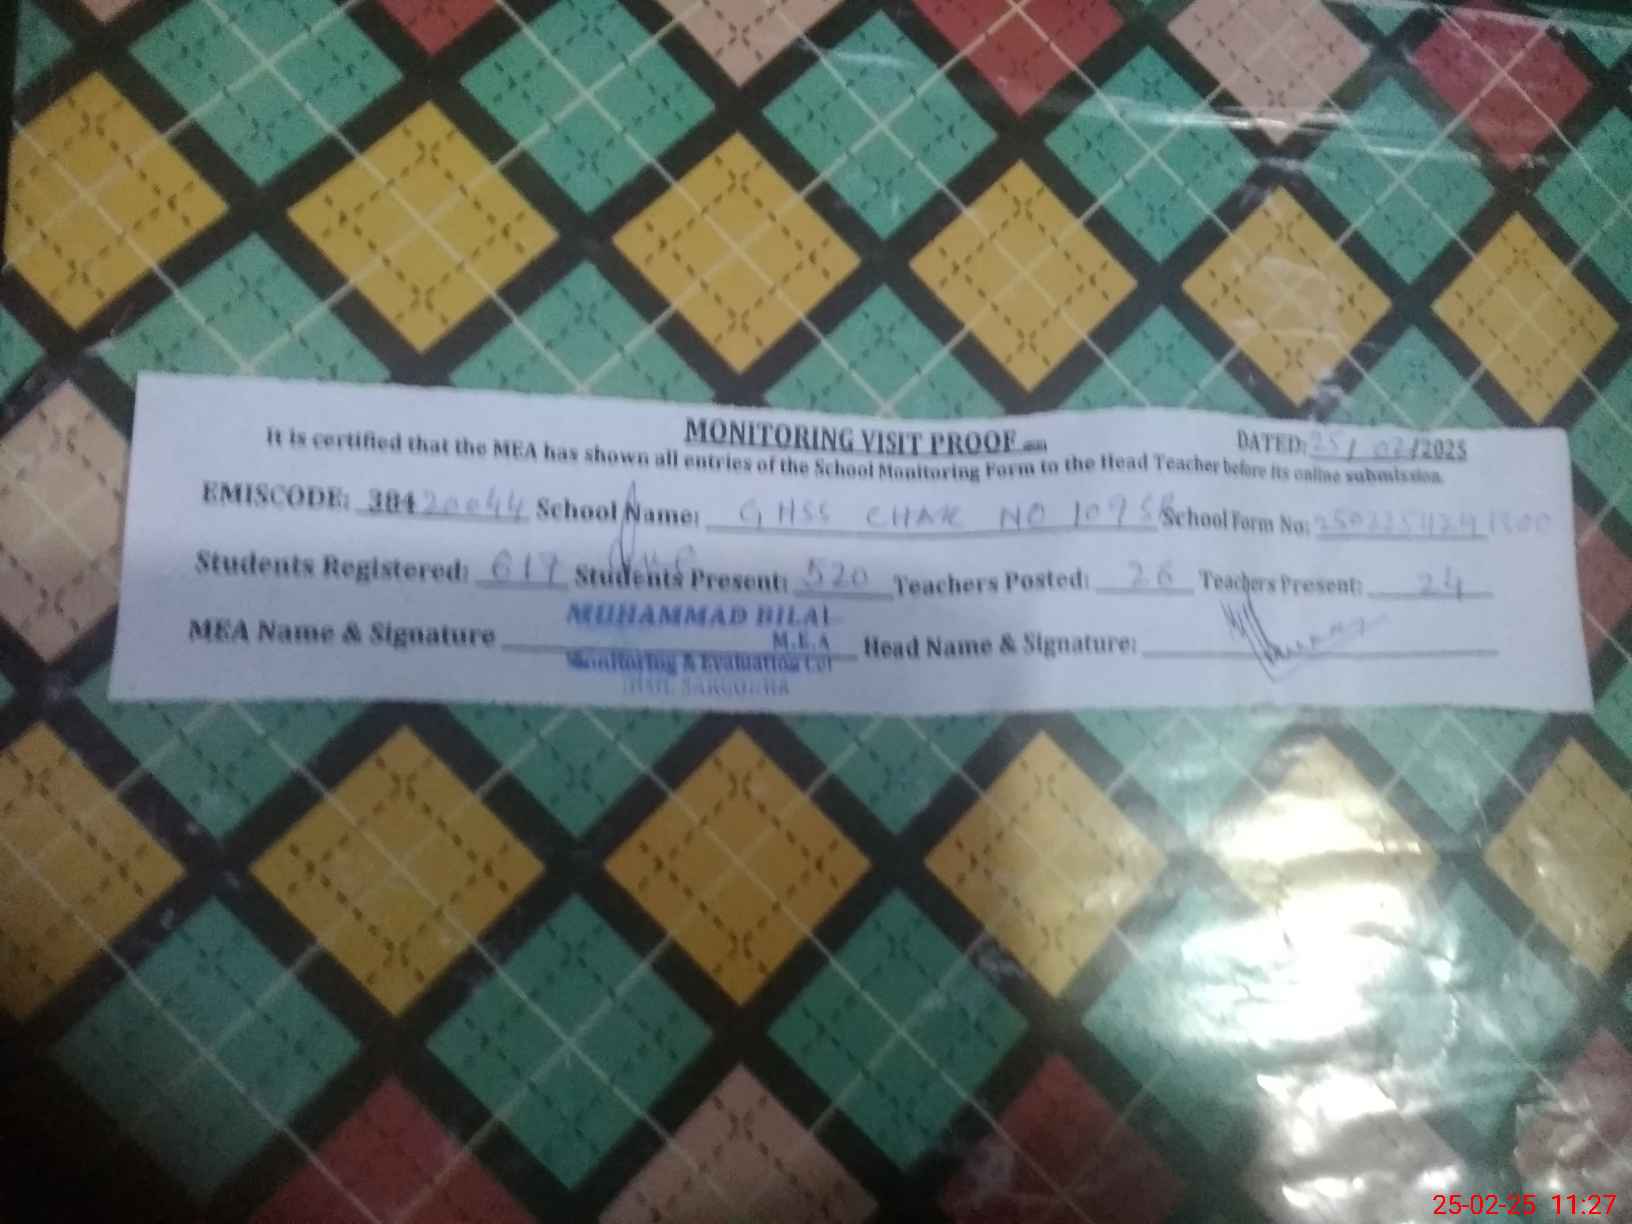 MONITORING VISIT PROOF
DATED: 25/02/2025
It is certified that the MEA has shown all entries of the School Monitoring Form to the Head Teacher before its online submission.
EMISCODE: 38420044 School Name: GHSS CHAK NO 109 SB School Form No:
Students Registered: 617 Students Present: 520 Teachers Posted: 26 Teachers Present: 24
MEA Name & Signature MUHAMMAD BILAL Head Name & Signature:
M.E.A
Monitoring & Evaluation Cell
SARGODHA
25-02-25 11:27